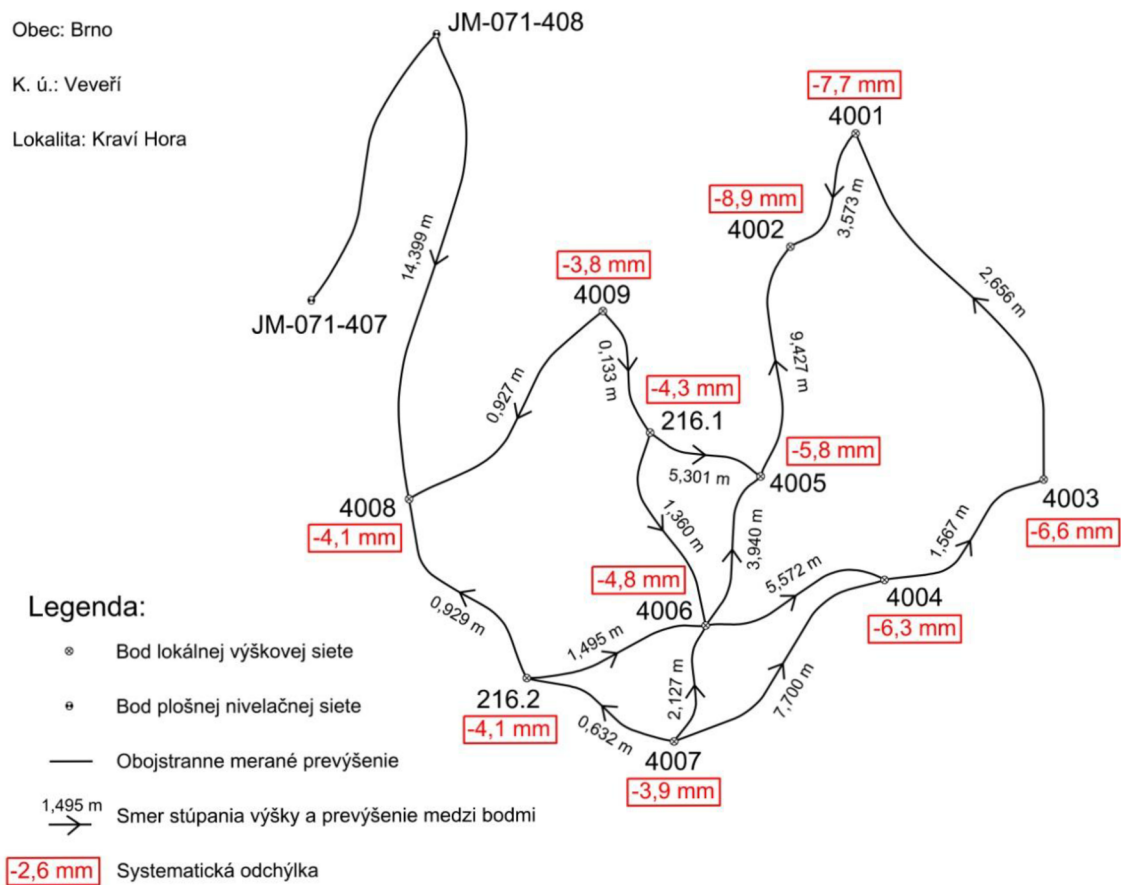 Obec: Brno
K. ú.: Veveří
Lokalita: Kraví Hora
JM-071-408
-7,7 mm
4001
-8,9 mm
4002
3,573 m
14,399 m
-3,8 mm
4009
2,656 m
JM-071-407
0,133 m
9,427 m
0,927 m
-4,3 mm
216.1
5,301 m
-5,8 mm
4005
4008
-4,1 mm
1,360 m
3,940 m
4003
-6,6 mm
1,567 m
-4,8 mm
4006
5,572 m
4004
-6,3 mm
0,929 m
1,495 m
216.2
-4,1 mm
0,632 m
2,127 m
7,700 m
4007
-3,9 mm
Legenda:
Bod lokálnej výškovej siete
Bod plošnej nivelačnej siete
Obojstranne merané prevýšenie
1,495 m Smer stúpania výšky a prevýšenie medzi bodmi
-2,6 mm Systematická odchýlka